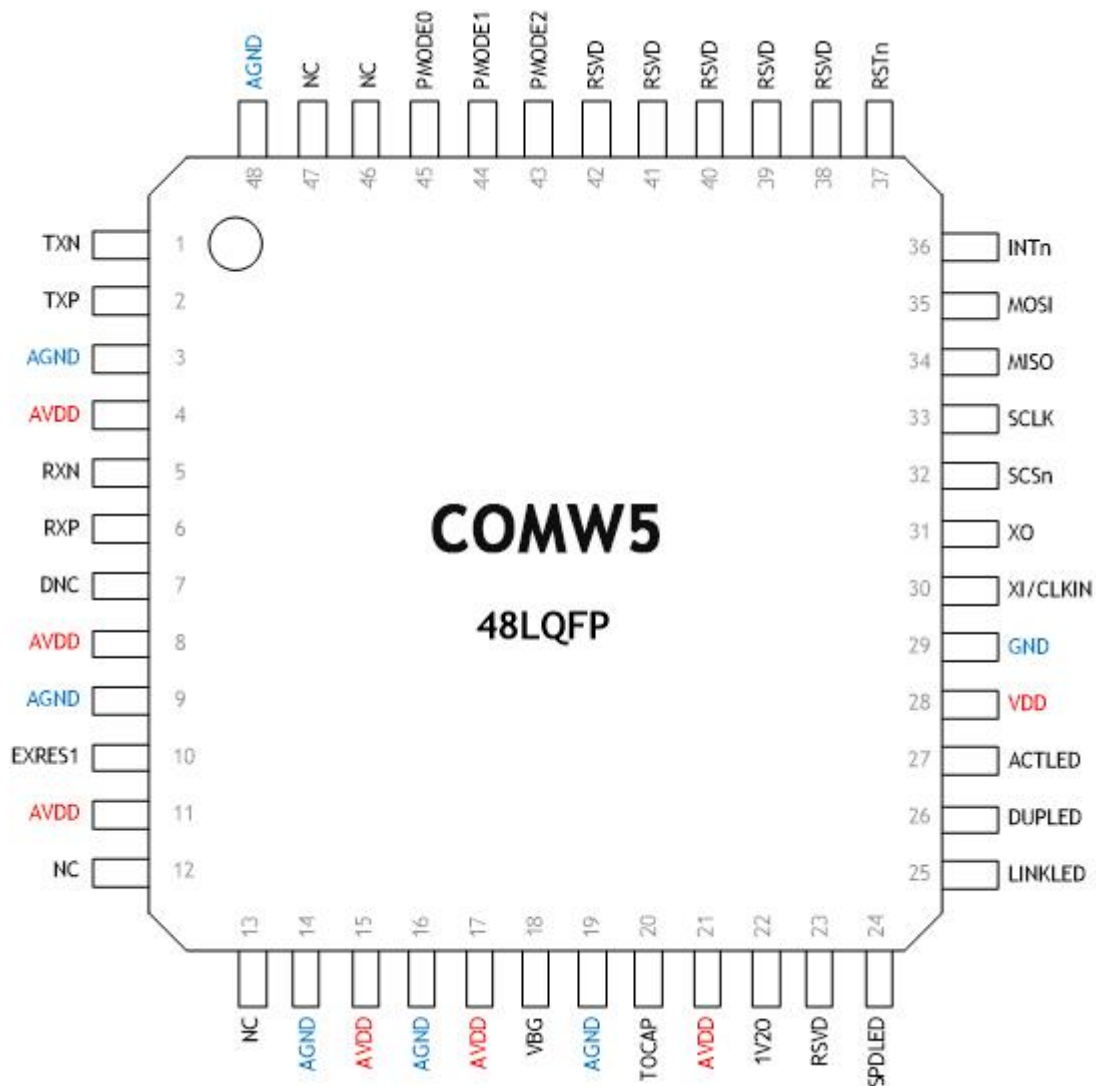 AGND NC NC PMODE0 PMODE1 PMODE2 RSVD RSVD RSVD RSVD RSVD RSTn
48 47 46 45 44 43 42 41 40 39 38 37
TXN 1 36 INTn
TXP 2 35 MOSI
AGND 3 34 MISO
AVDD 4 33 SCLK
RXN 5 32 SCSn
RXP 6 31 XO
COMW5
DNC 7 30 XI/CLKIN
48LQFP
AVDD 8 29 GND
AGND 9 28 VDD
EXRES1 10 27 ACTLED
AVDD 11 26 DUPLED
NC 12 25 LINKLED
13 14 15 16 17 18 19 20 21 22 23 24
NC AGND AVDD AGND AVDD VBG AGND TOCAP AVDD 1V2O RSVD SPDLED